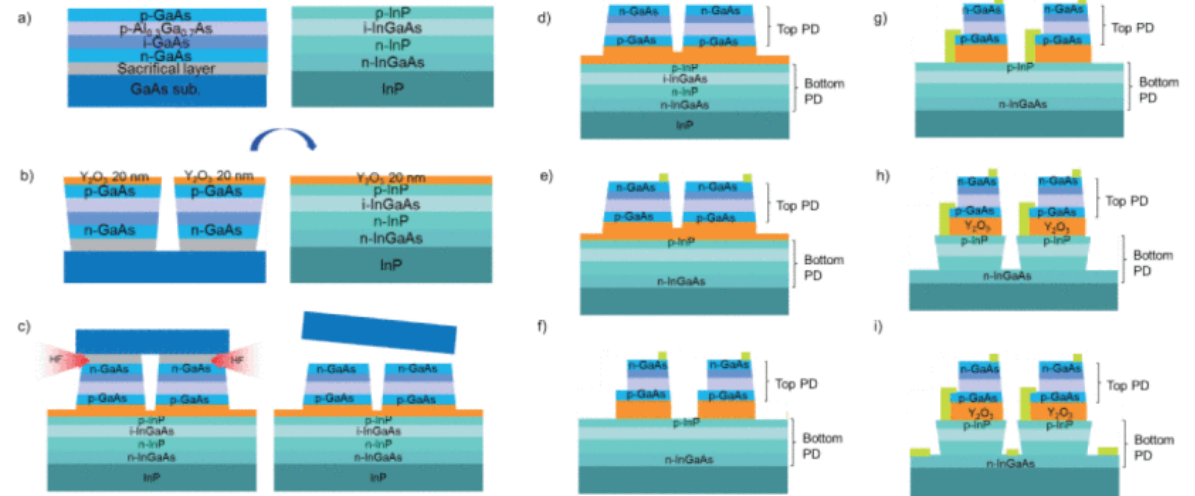 a)
p-GaAs
p-Al0.3Ga0.7As
i-GaAs
n-GaAs
Sacrifical layer
GaAs sub.
p-InP
i-InGaAs
n-InP
n-InGaAs
InP
b)
Y2O3 20 nm
Y2O3 20 nm
p-GaAs
p-GaAs
n-GaAs
n-GaAs
Y2O3 20 nm
p-InP
i-InGaAs
n-InP
n-InGaAs
InP
c)
HF
HF
n-GaAs
n-GaAs
p-GaAs
p-GaAs
p-InP
i-InGaAs
n-InP
n-InGaAs
InP
n-GaAs
n-GaAs
p-GaAs
p-GaAs
p-InP
i-InGaAs
n-InP
n-InGaAs
InP
d)
n-GaAs
n-GaAs
p-GaAs
p-GaAs
Top PD
p-InP
i-InGaAs
n-InP
n-InGaAs
InP
Bottom
PD
e)
n-GaAs
n-GaAs
p-GaAs
p-GaAs
Top PD
p-InP
n-InGaAs
Bottom
PD
f)
n-GaAs
n-GaAs
p-GaAs
p-GaAs
Top PD
p-InP
n-InGaAs
Bottom
PD
g)
n-GaAs
n-GaAs
p-GaAs
p-GaAs
Top PD
p-InP
n-InGaAs
Bottom
PD
h)
n-GaAs
n-GaAs
p-GaAs
p-GaAs
Y2O3
Y2O3
Top PD
p-InP
p-InP
n-InGaAs
Bottom
PD
i)
n-GaAs
n-GaAs
p-GaAs
p-GaAs
Y2O3
Y2O3
Top PD
p-InP
p-InP
n-InGaAs
Bottom
PD